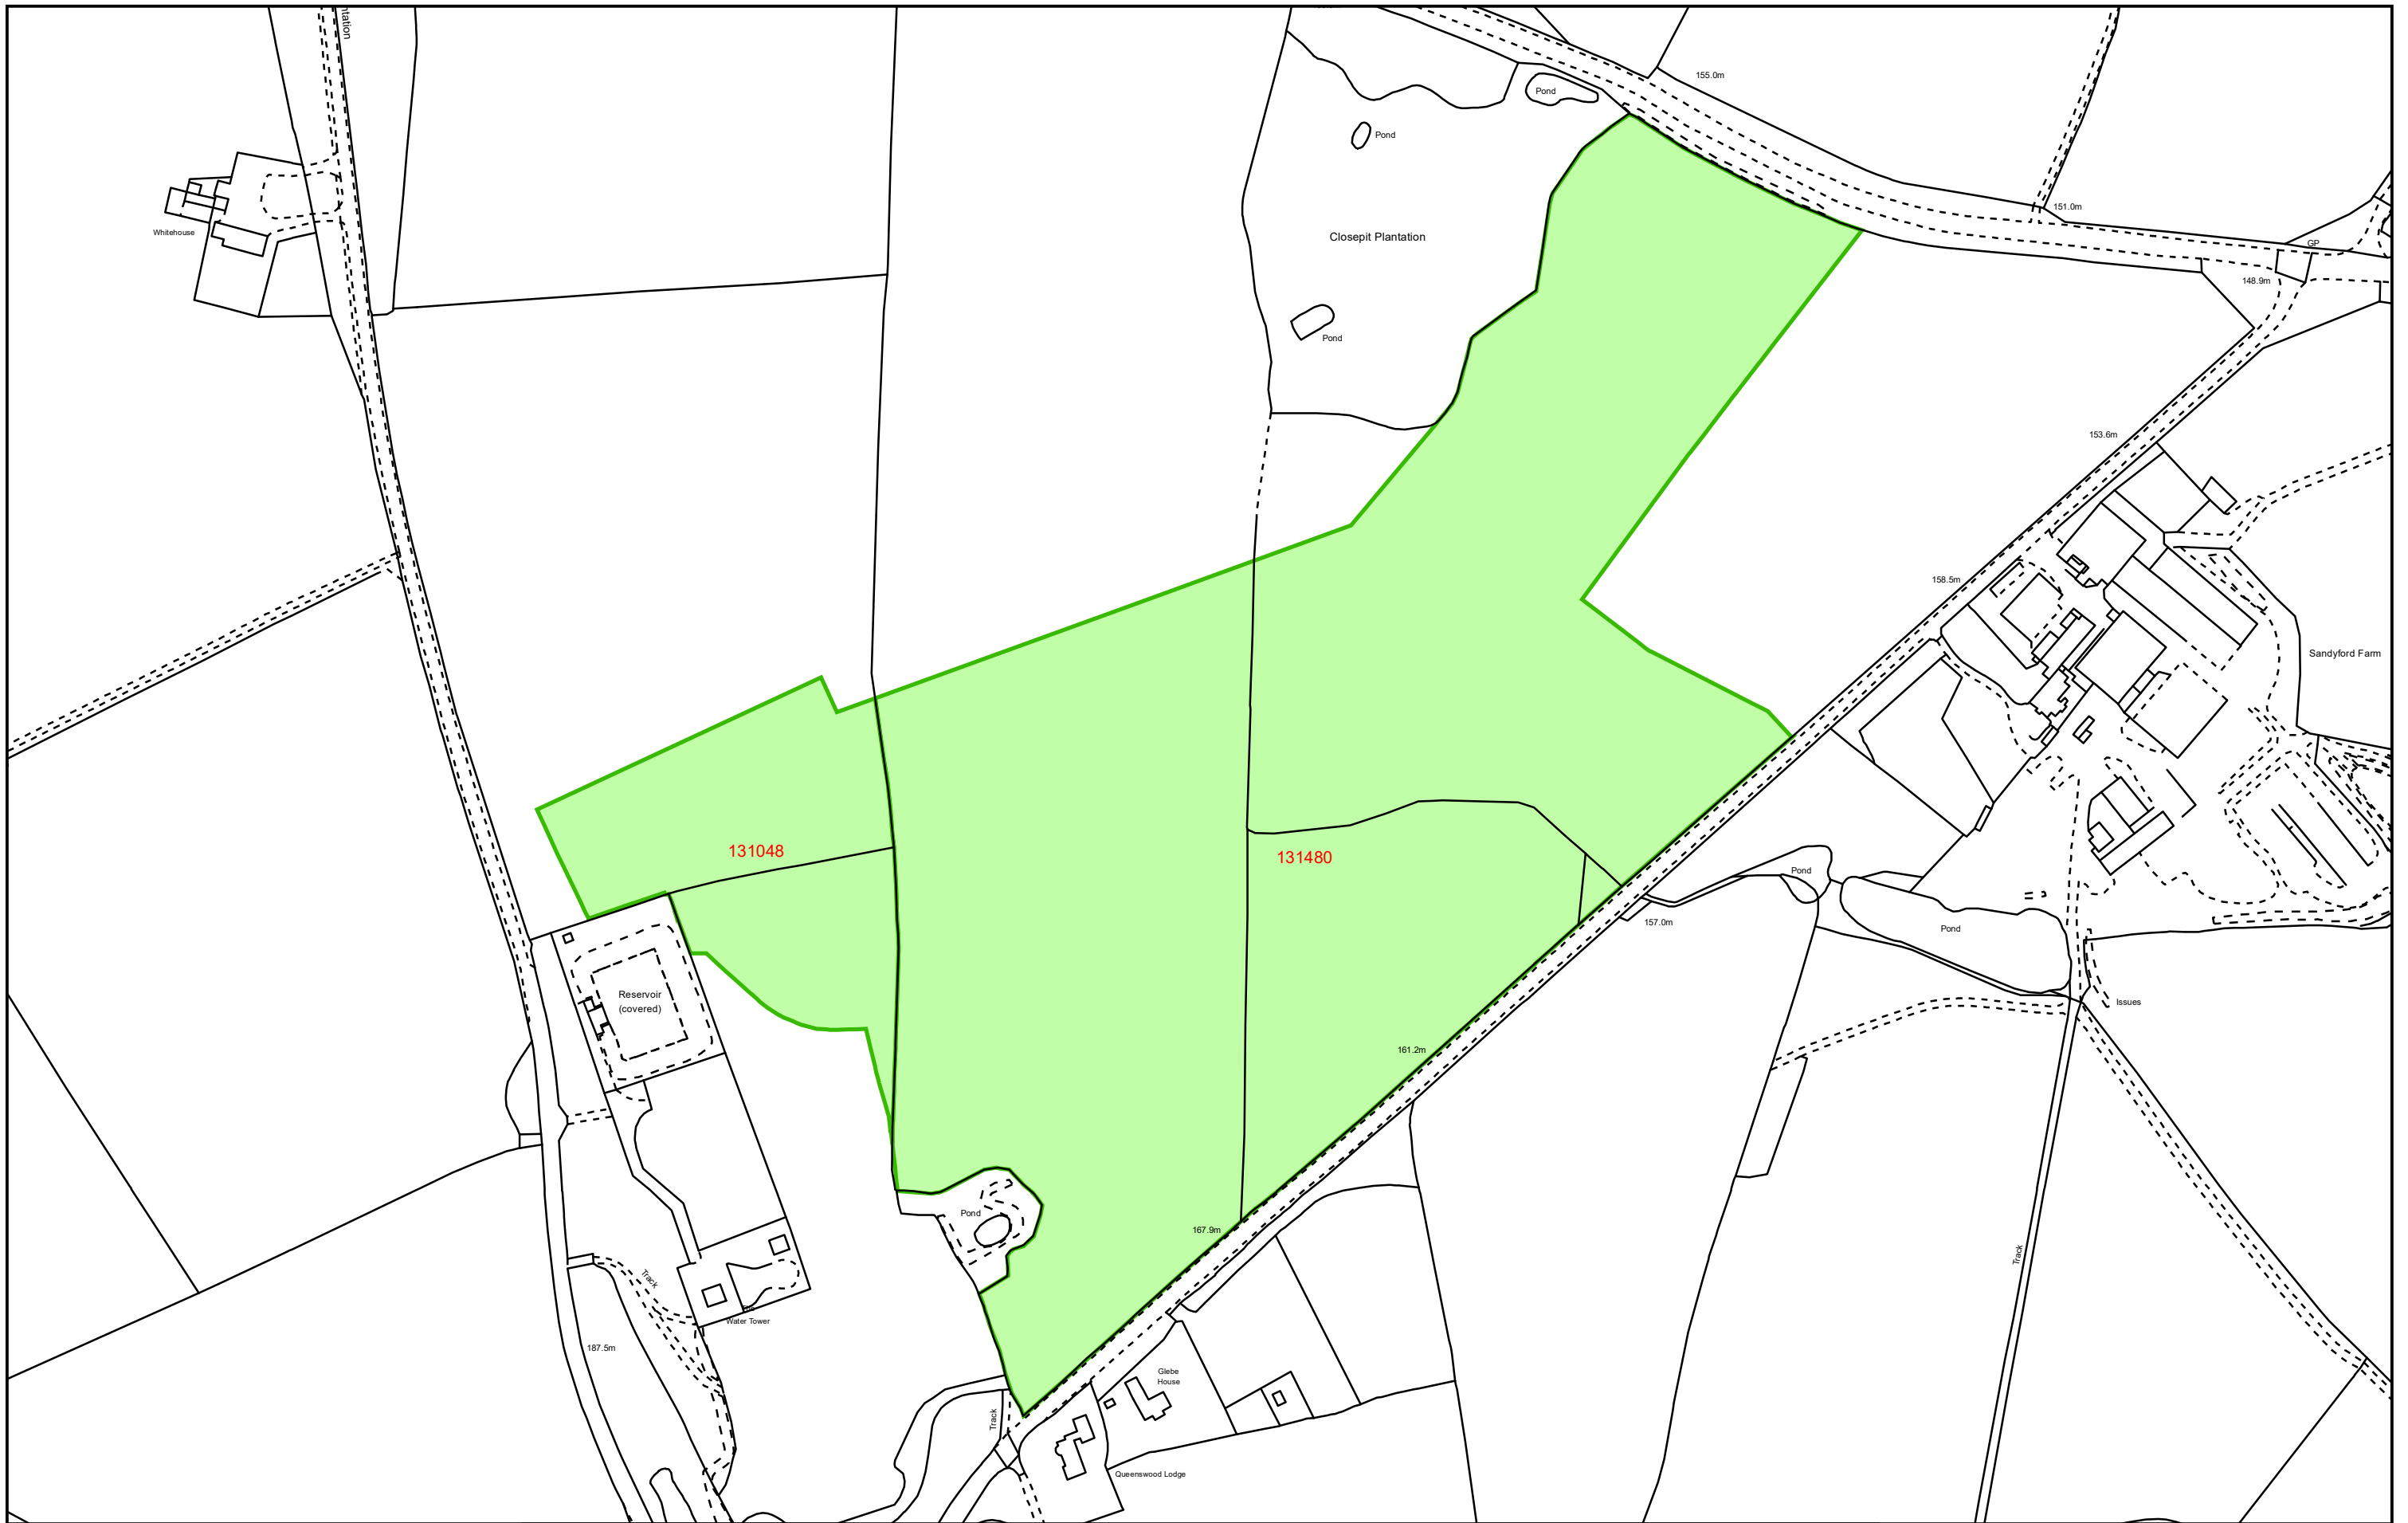 ntation
155.0m
Pond
Pond
Whitehouse
151.0m
Closepit Plantation
GP
148.9m
Pond
153.6m
158.5m
Sandyford Farm
131048
131480
Pond
157.0m
Pond
Reservoir
(covered)
Issues
161.2m
Pond
167.9m
Track
Track
Water Tower
187.5m
Glebe
House
Track
Queenswood Lodge